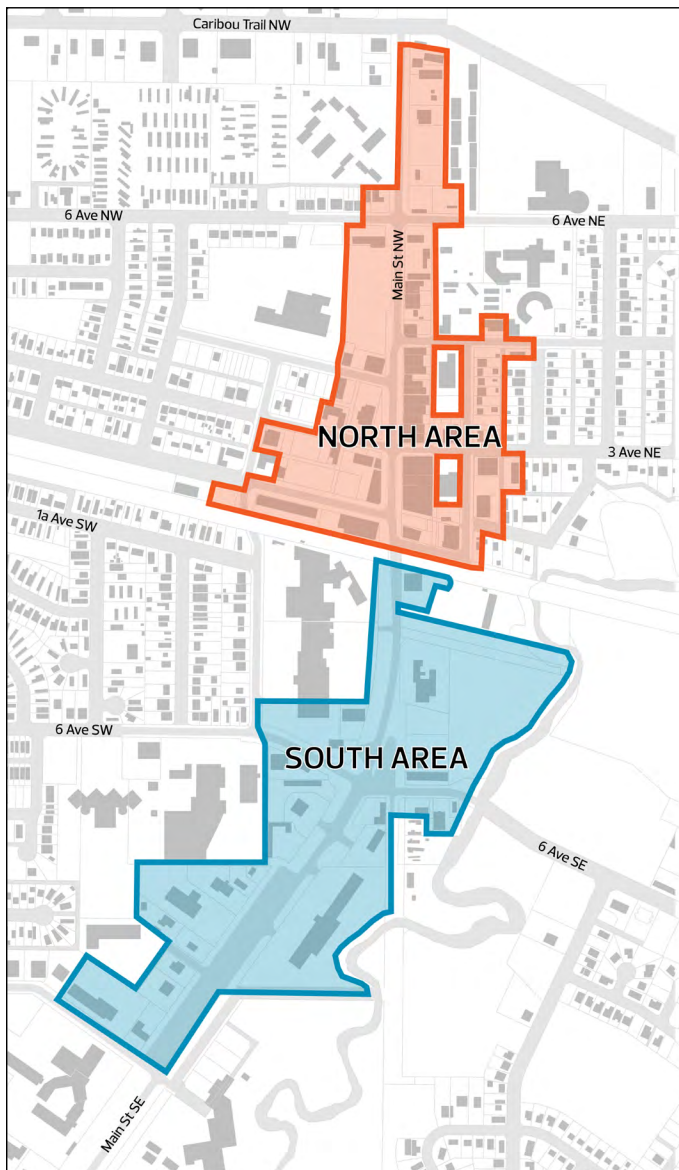 Caribou Trail NW
6 Ave NW
6 Ave NE
Main St NW
NORTH AREA
3 Ave NE
1a Ave SW
6 Ave SW
SOUTH AREA
6 Ave SE
Main St SE